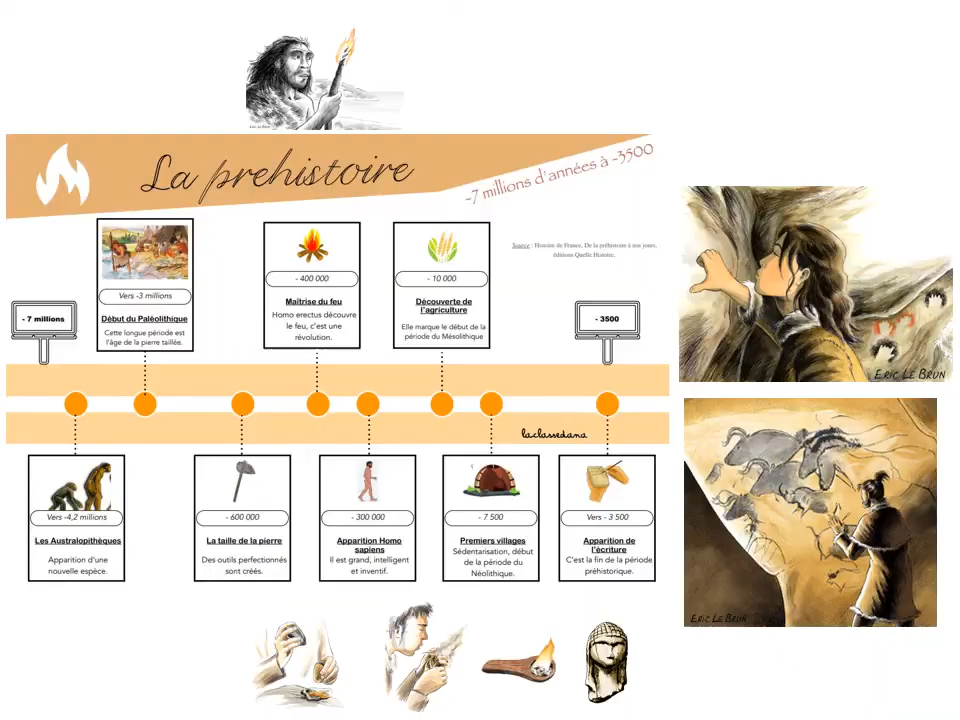 ERIC LE BRUN
La prehistoire
-7 millions d'années à -3500
Source : Histoire de France, De la préhistoire à nos jours,
éditions Quelle Histoire.
- 7 millions
Vers -3 millions
Début du Paléolithique
Cette longue période est
l'âge de la pierre taillée.
- 400 000
Maîtrise du feu
Homo erectus découvre
le feu, c'est une
révolution.
- 10 000
Découverte de
l'agriculture
Elle marque le début de la
période du Mésolithique
- 3500
laclassedana
Vers -4,2 millions
Les Australopithèques
Apparition d'une
nouvelle espèce.
- 600 000
La taille de la pierre
Des outils perfectionnés
sont créés.
- 300 000
Apparition Homo
sapiens
Il est grand, intelligent
et inventif.
- 7 500
Premiers villages
Sédentarisation, début
de la période du
Néolithique.
Vers - 3 500
Apparition de
l'écriture
C'est la fin de la période
préhistorique.
ERIC LE BRUN
ERIC LE BRUN